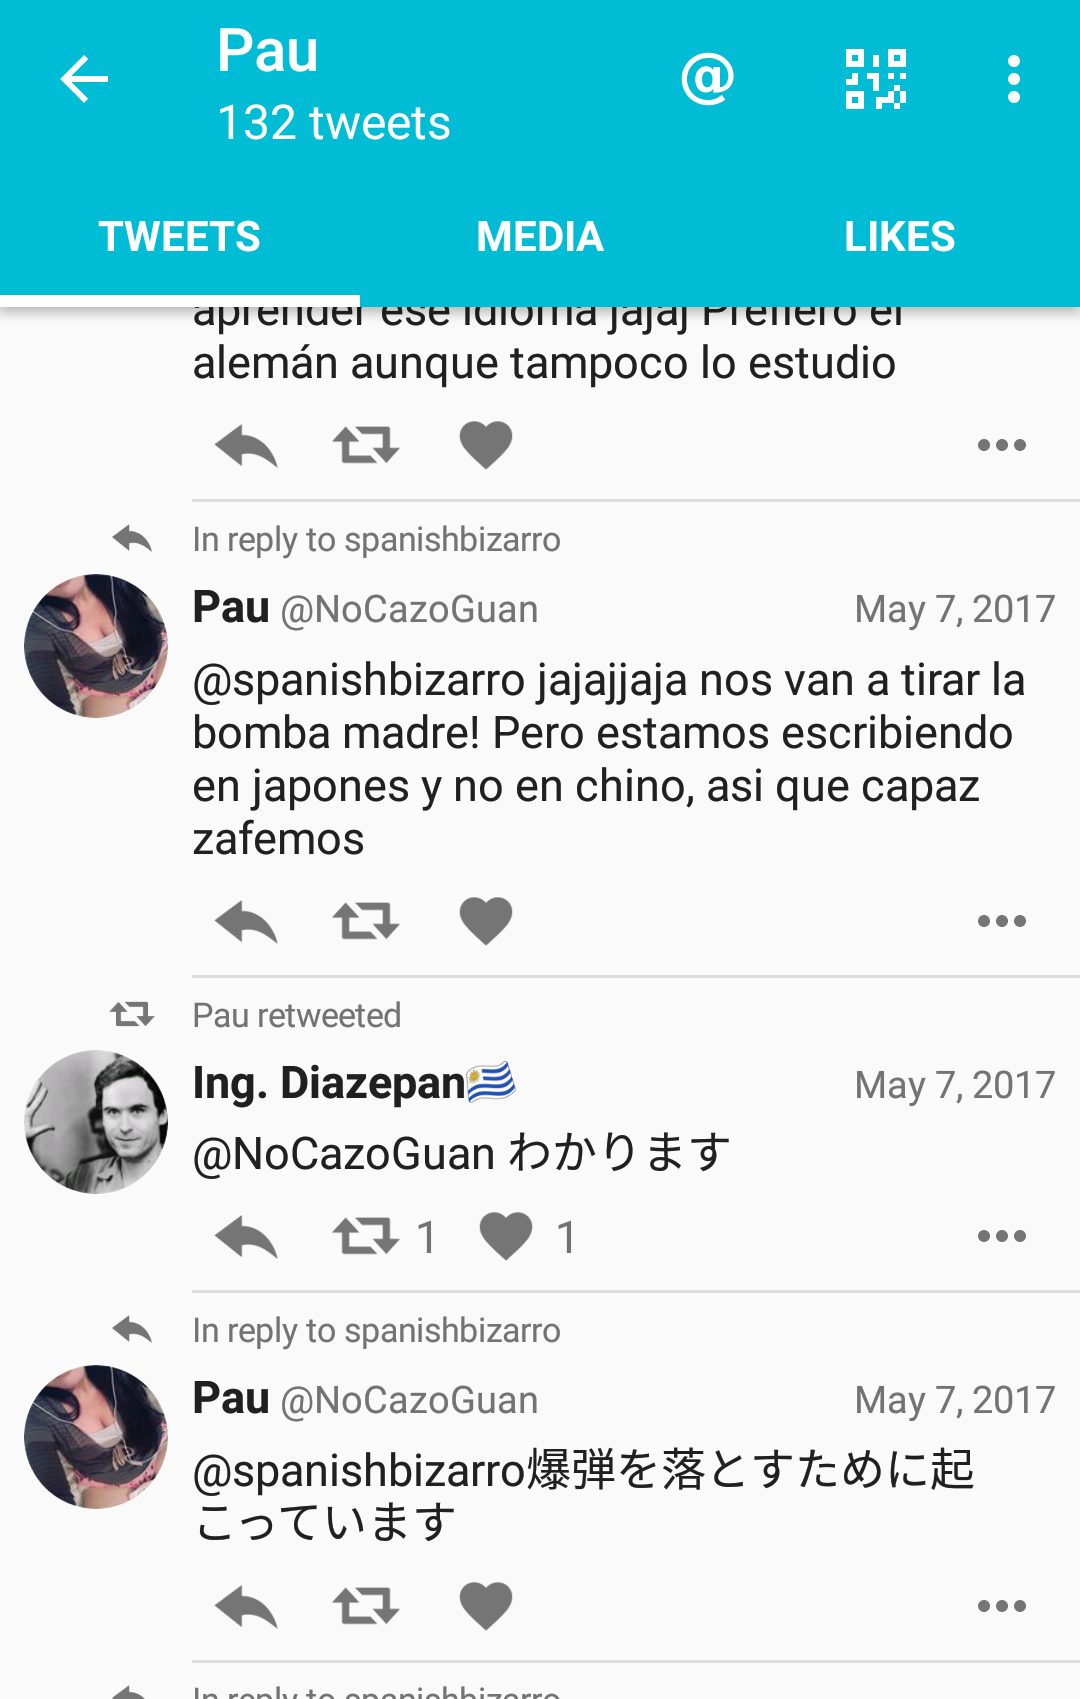 Pau
132 tweets
TWEETS MEDIA LIKES
aprender ese idioma jajaj Prefiero el
alemán aunque tampoco lo estudio
In reply to spanishbizarro
Pau @NoCazoGuan May 7, 2017
@spanishbizarro jajajjaja nos van a tirar la
bomba madre! Pero estamos escribiendo
en japones y no en chino, asi que capaz
zafemos
Pau retweeted
Ing. Diazepan🇺🇾 May 7, 2017
@NoCazoGuan わかります
1 1
In reply to spanishbizarro
Pau @NoCazoGuan May 7, 2017
@spanishbizarro爆弾を落とすために起
こっています
In reply to spanishbizarro